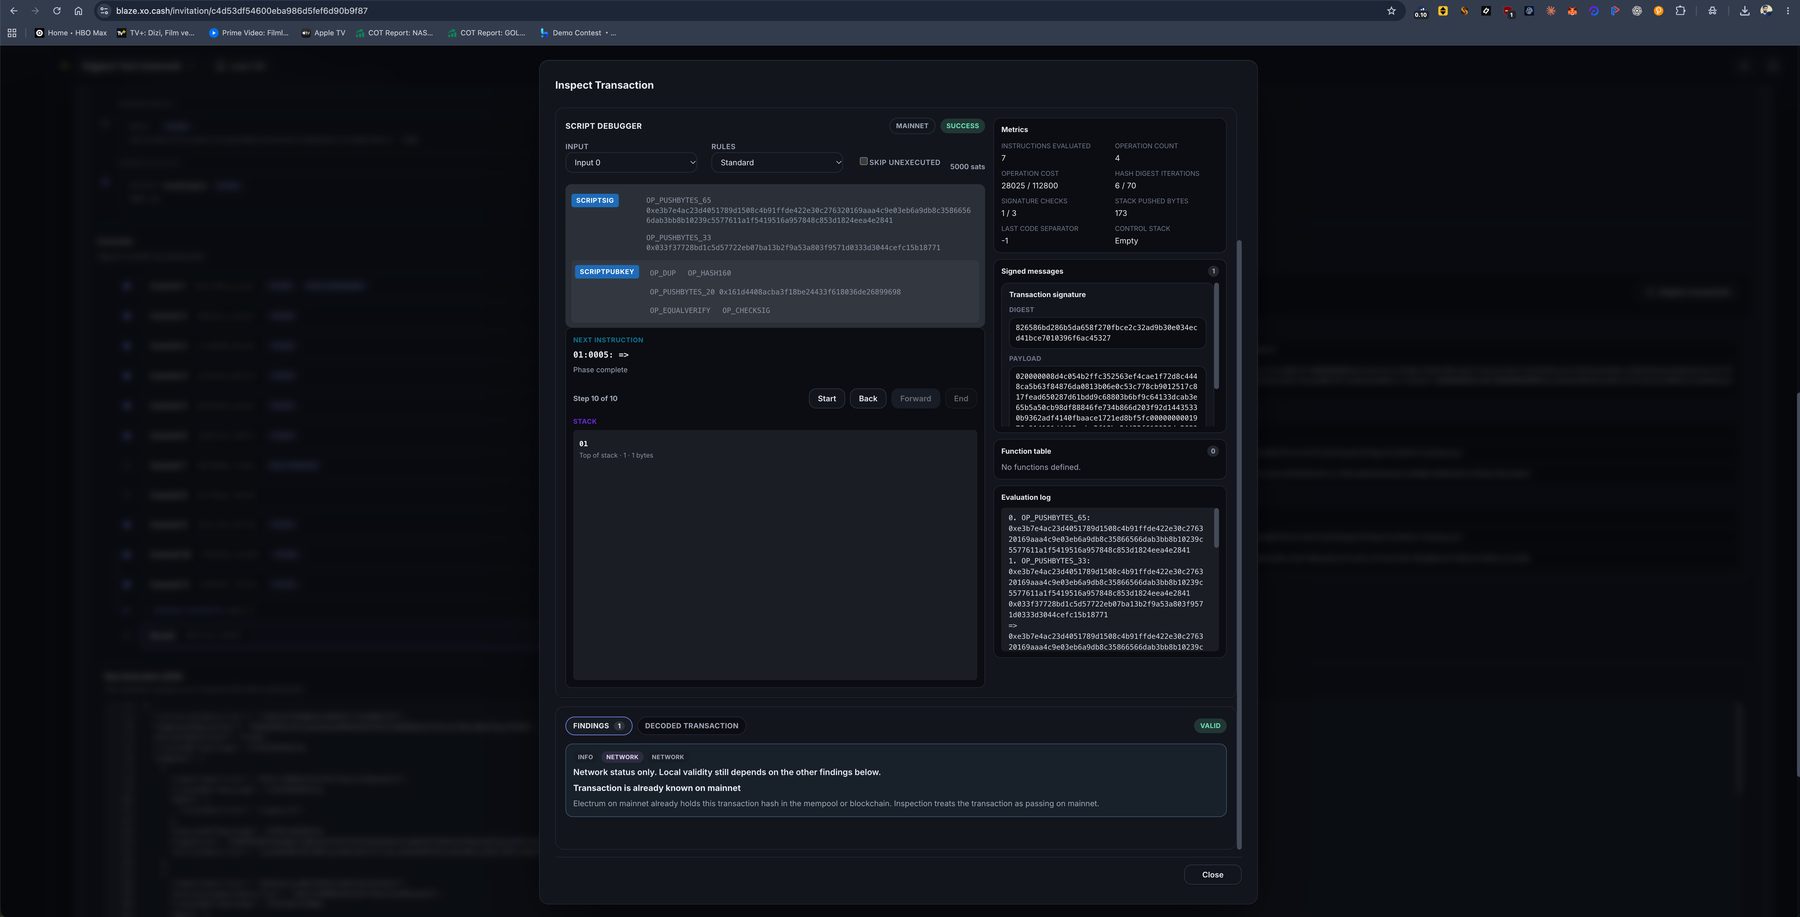 blaze.xo.cash/invitation/c4d53df54600eba986d5fef6d90b9f87
0.10
1
Home • HBO Max
TV+: Dizi, Film ve...
Prime Video: Filml...
Apple TV
COT Report: NAS...
COT Report: GOL...
Demo Contest • ...
Inspect Transaction
SCRIPT DEBUGGER
MAINNET
SUCCESS
INPUT
RULES
Input 0
Standard
SKIP UNEXECUTED
5000 sats
SCRIPTSIG
OP_PUSHBYTES_65
0xe3b7e4ac23d4051789d1508c4b91ffde422e30c276320169aaa4c9e03eb6a9db8c3586656
6dab3bb8b10239c5577611a1f5419516a957848c853d1824eea4e2841
OP_PUSHBYTES_33
0x033f37728bd1c5d57722eb07ba13b2f9a53a803f9571d0333d3044cefc15b18771
SCRIPTPUBKEY
OP_DUP OP_HASH160
OP_PUSHBYTES_20 0x161d4408acba3f18be24433f618036de26899698
OP_EQUALVERIFY OP_CHECKSIG
NEXT INSTRUCTION
01:0005: =>
Phase complete
Step 10 of 10
Start
Back
Forward
End
STACK
01
Top of stack · 1 · 1 bytes
Metrics
INSTRUCTIONS EVALUATED
7
OPERATION COUNT
4
OPERATION COST
28025 / 112800
HASH DIGEST ITERATIONS
6 / 70
SIGNATURE CHECKS
1 / 3
STACK PUSHED BYTES
173
LAST CODE SEPARATOR
-1
CONTROL STACK
Empty
Signed messages
1
Transaction signature
DIGEST
826586bd286b5da658f270fbce2c32ad9b30e034ec
d41bce7010396f6ac45327
PAYLOAD
020000008d4c054b2ffc352563ef4cae1f72d8c444
8ca5b63f84876da0813b06e0c53c778cb9012517c8
17fead650287d61bdd9c68803b6bf9c64133dcab3e
65b5a50cb98df88846fe734b866d203f92d1443533
0b9362adf4140fbaace1721ed8bf5fc00000000019
Function table
0
No functions defined.
Evaluation log
0. OP_PUSHBYTES_65:
0xe3b7e4ac23d4051789d1508c4b91ffde422e30c2763
20169aaa4c9e03eb6a9db8c35866566dab3bb8b10239c
5577611a1f5419516a957848c853d1824eea4e2841
1. OP_PUSHBYTES_33:
0xe3b7e4ac23d4051789d1508c4b91ffde422e30c2763
20169aaa4c9e03eb6a9db8c35866566dab3bb8b10239c
5577611a1f5419516a957848c853d1824eea4e2841
0x033f37728bd1c5d57722eb07ba13b2f9a53a803f957
1d0333d3044cefc15b18771
=>
0xe3b7e4ac23d4051789d1508c4b91ffde422e30c2763
20169aaa4c9e03eb6a9db8c35866566dab3bb8b10239c
FINDINGS 1
DECODED TRANSACTION
VALID
INFO
NETWORK
NETWORK
Network status only. Local validity still depends on the other findings below.
Transaction is already known on mainnet
Electrum on mainnet already holds this transaction hash in the mempool or blockchain. Inspection treats the transaction as passing on mainnet.
Close